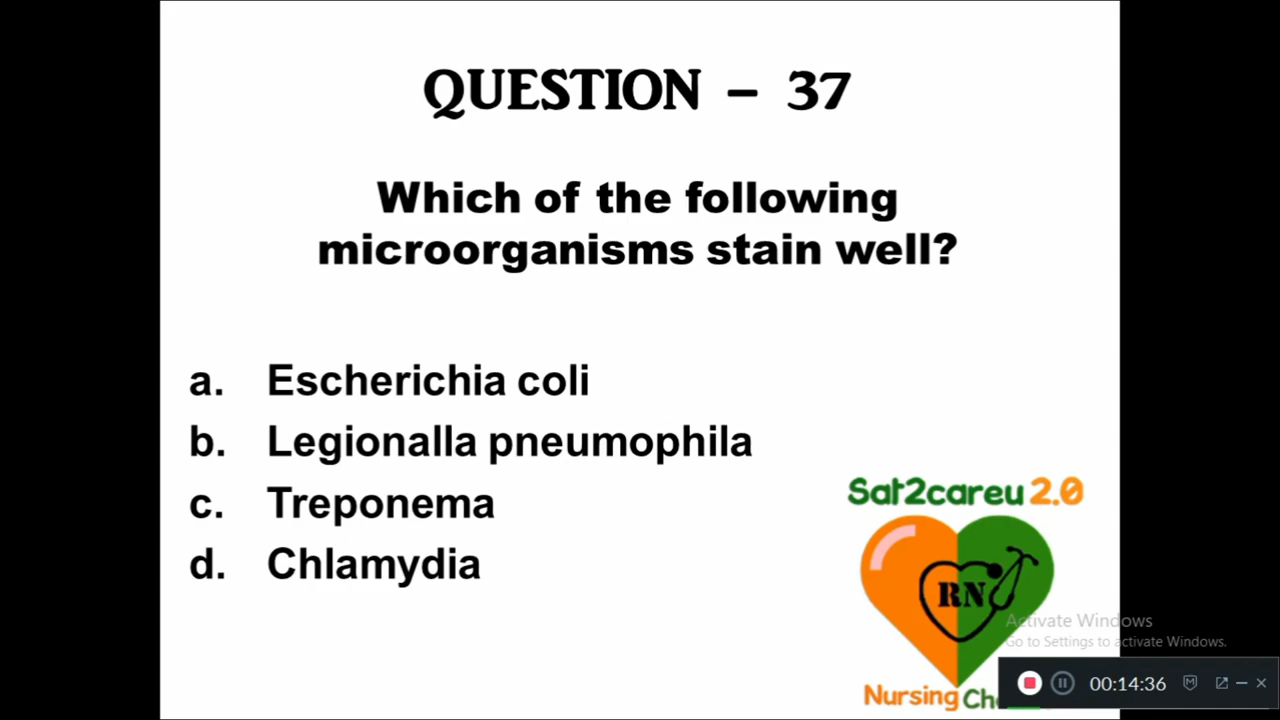 QUESTION – 37
Which of the following
microorganisms stain well?
a. Escherichia coli
b. Legionalla pneumophila
c. Treponema
d. Chlamydia
Sat2careu 2.0
RN
Activate Windows
Go to Settings to activate Windows.
00:14:36
Nursing